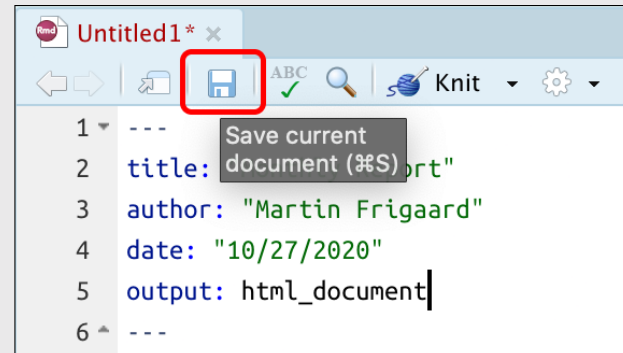 Rmd Untitled1* ×
ABC Knit
1 ---
Save current
document (⌘S)
2 title: port"
3 author: "Martin Frigaard"
4 date: "10/27/2020"
5 output: html_document
6 ---